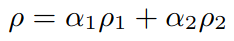 ρ = α₁ρ₁ + α₂ρ₂